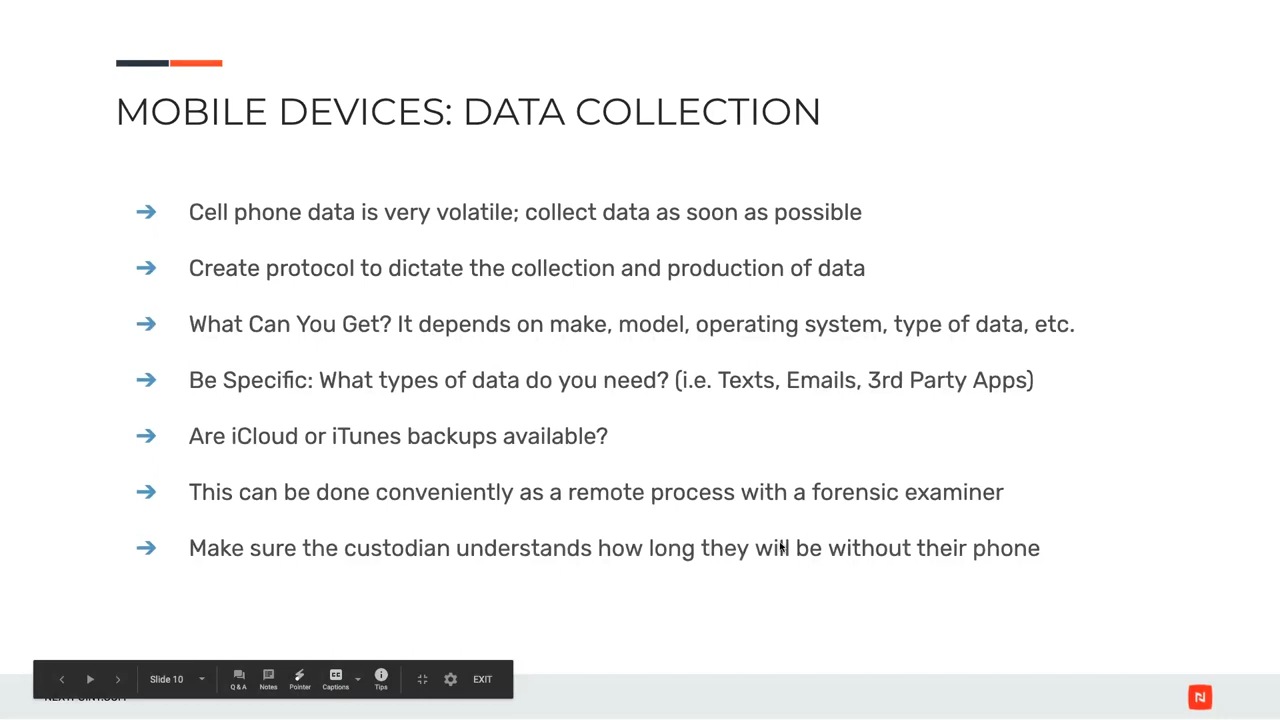 MOBILE DEVICES: DATA COLLECTION
➔ Cell phone data is very volatile; collect data as soon as possible
➔ Create protocol to dictate the collection and production of data
➔ What Can You Get? It depends on make, model, operating system, type of data, etc.
➔ Be Specific: What types of data do you need? (i.e. Texts, Emails, 3rd Party Apps)
➔ Are iCloud or iTunes backups available?
➔ This can be done conveniently as a remote process with a forensic examiner
➔ Make sure the custodian understands how long they will be without their phone
Slide 10 Q & A Notes Pointer Captions Tips EXIT
N